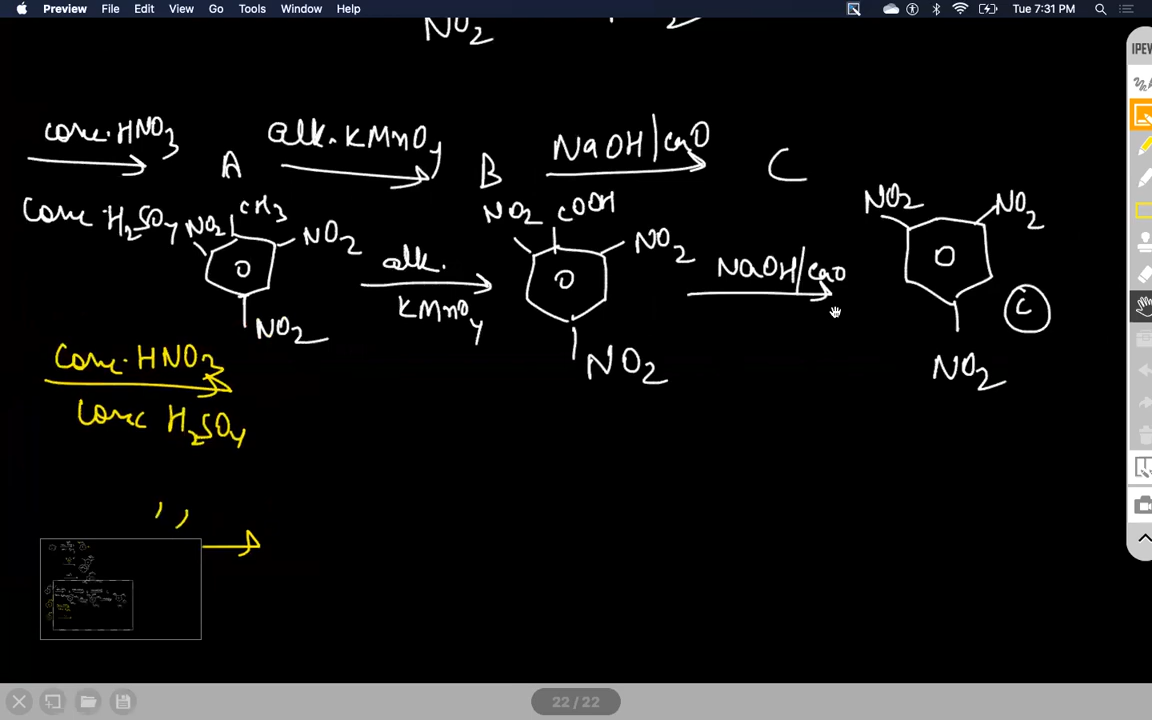 Preview File Edit View Go Tools Window Help Tue 7:31 PM
NO2
IPEV
conc. HNO3
A
alk. KMnO4
B
NaOH/CaO
C
Conc H2SO4
NO2 CH3 NO2
NO2
alk.
KMnO4
NO2 COOH NO2
NO2
NaOH/CaO
NO2 NO2
NO2
C
Conc. HNO3
Conc H2SO4
22 / 22